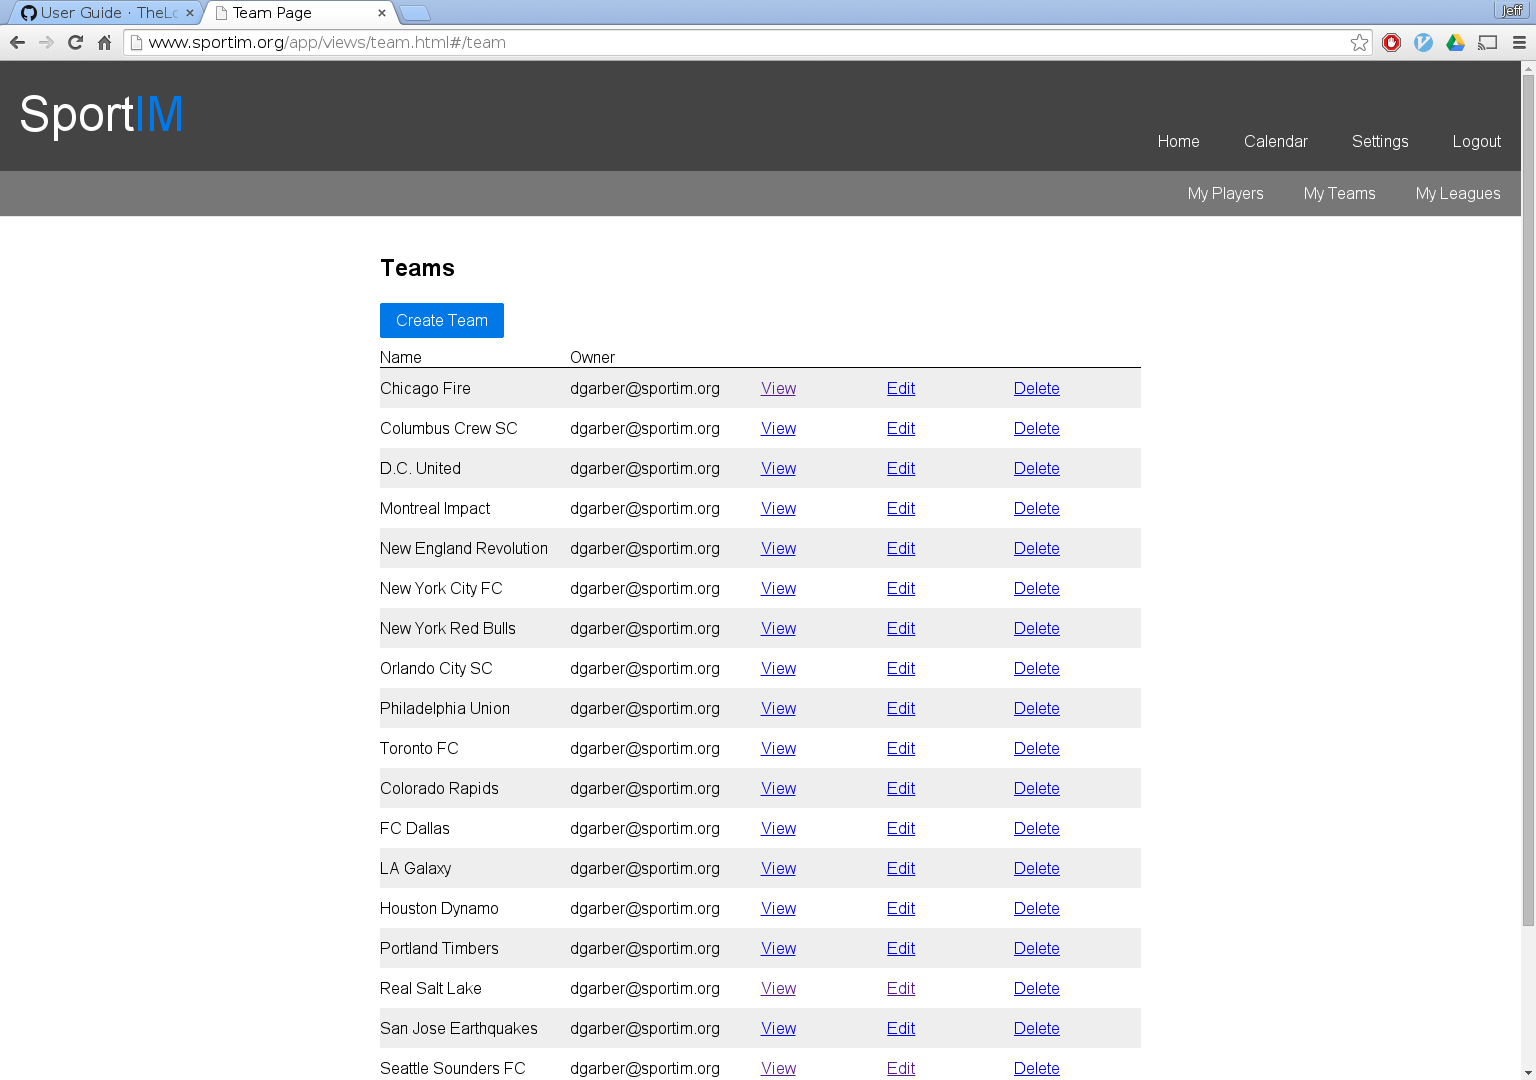 User Guide · TheLo
Team Page
Jeff
www.sportim.org/app/views/team.html#/team
SportIM
Home Calendar Settings Logout
My Players My Teams My Leagues
Teams
Create Team
Name Owner
Chicago Fire dgarber@sportim.org View Edit Delete
Columbus Crew SC dgarber@sportim.org View Edit Delete
D.C. United dgarber@sportim.org View Edit Delete
Montreal Impact dgarber@sportim.org View Edit Delete
New England Revolution dgarber@sportim.org View Edit Delete
New York City FC dgarber@sportim.org View Edit Delete
New York Red Bulls dgarber@sportim.org View Edit Delete
Orlando City SC dgarber@sportim.org View Edit Delete
Philadelphia Union dgarber@sportim.org View Edit Delete
Toronto FC dgarber@sportim.org View Edit Delete
Colorado Rapids dgarber@sportim.org View Edit Delete
FC Dallas dgarber@sportim.org View Edit Delete
LA Galaxy dgarber@sportim.org View Edit Delete
Houston Dynamo dgarber@sportim.org View Edit Delete
Portland Timbers dgarber@sportim.org View Edit Delete
Real Salt Lake dgarber@sportim.org View Edit Delete
San Jose Earthquakes dgarber@sportim.org View Edit Delete
Seattle Sounders FC dgarber@sportim.org View Edit Delete